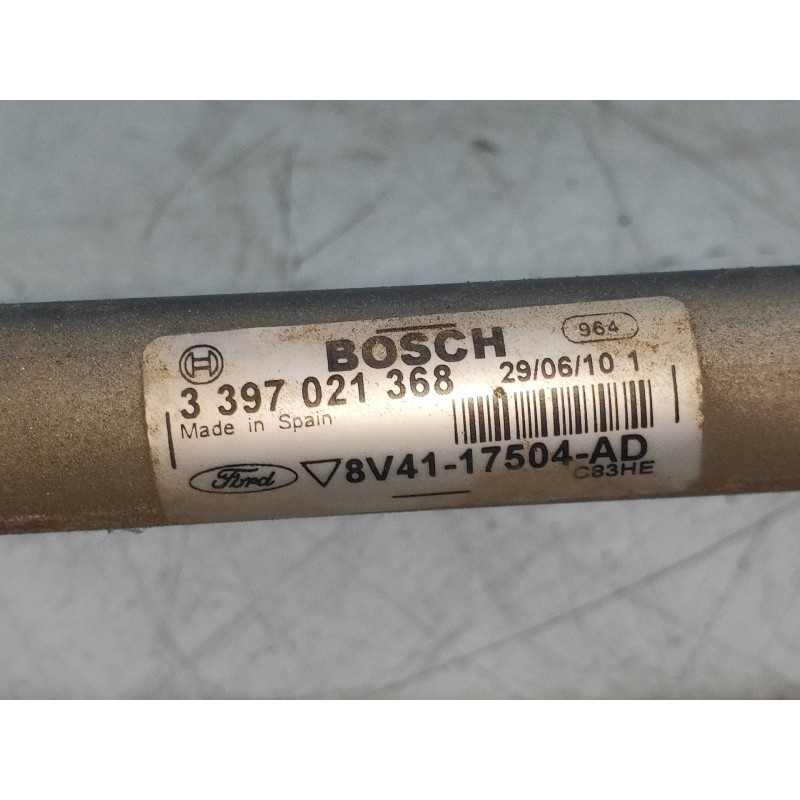 BOSCH
964
3 397 021 368
29/06/10 1
Made in Spain
Ford
8V41-17504-AD
C83HE